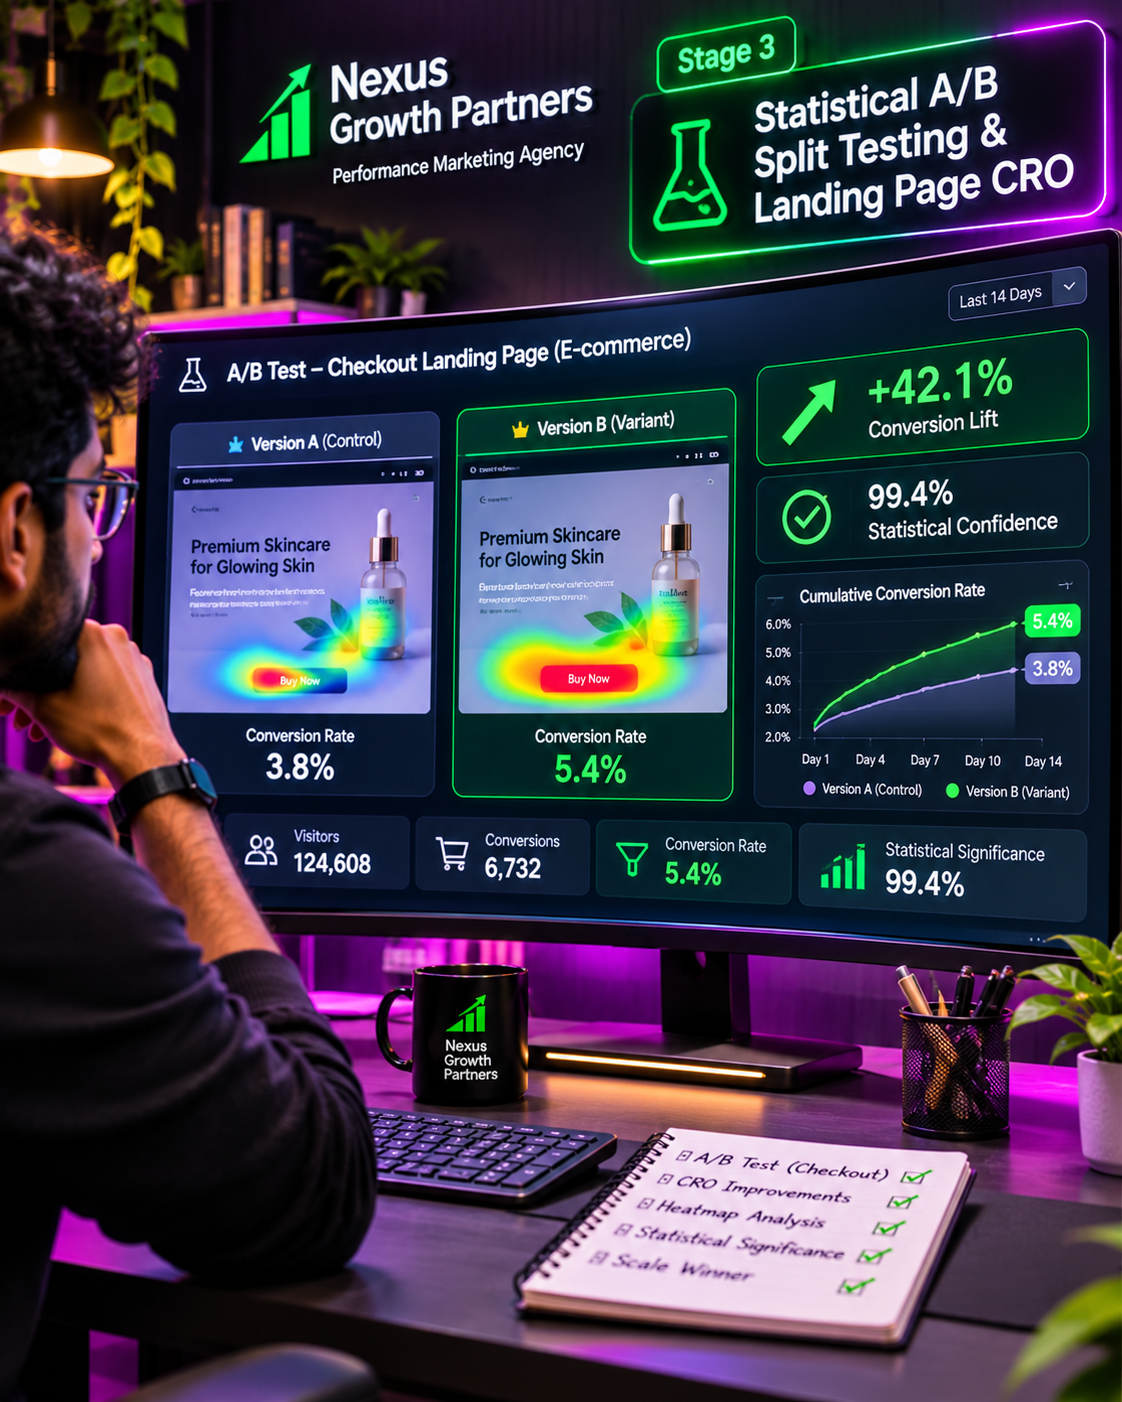 Nexus
Growth Partners
Performance Marketing Agency
Stage 3
Statistical A/B
Split Testing &
Landing Page CRO
Last 14 Days
A/B Test – Checkout Landing Page (E-commerce)
Version A (Control)
Premium Skincare
for Glowing Skin
Buy Now
Conversion Rate
3.8%
Version B (Variant)
Premium Skincare
for Glowing Skin
Buy Now
Conversion Rate
5.4%
+42.1%
Conversion Lift
99.4%
Statistical Confidence
Cumulative Conversion Rate
6.0%
5.0%
4.0%
3.0%
2.0%
5.4%
3.8%
Day 1 Day 4 Day 7 Day 10 Day 14
Version A (Control) Version B (Variant)
Visitors
124,608
Conversions
6,732
Conversion Rate
5.4%
Statistical Significance
99.4%
Nexus
Growth
Partners
A/B Test (Checkout)
CRO Improvements
Heatmap Analysis
Statistical Significance
Scale Winner